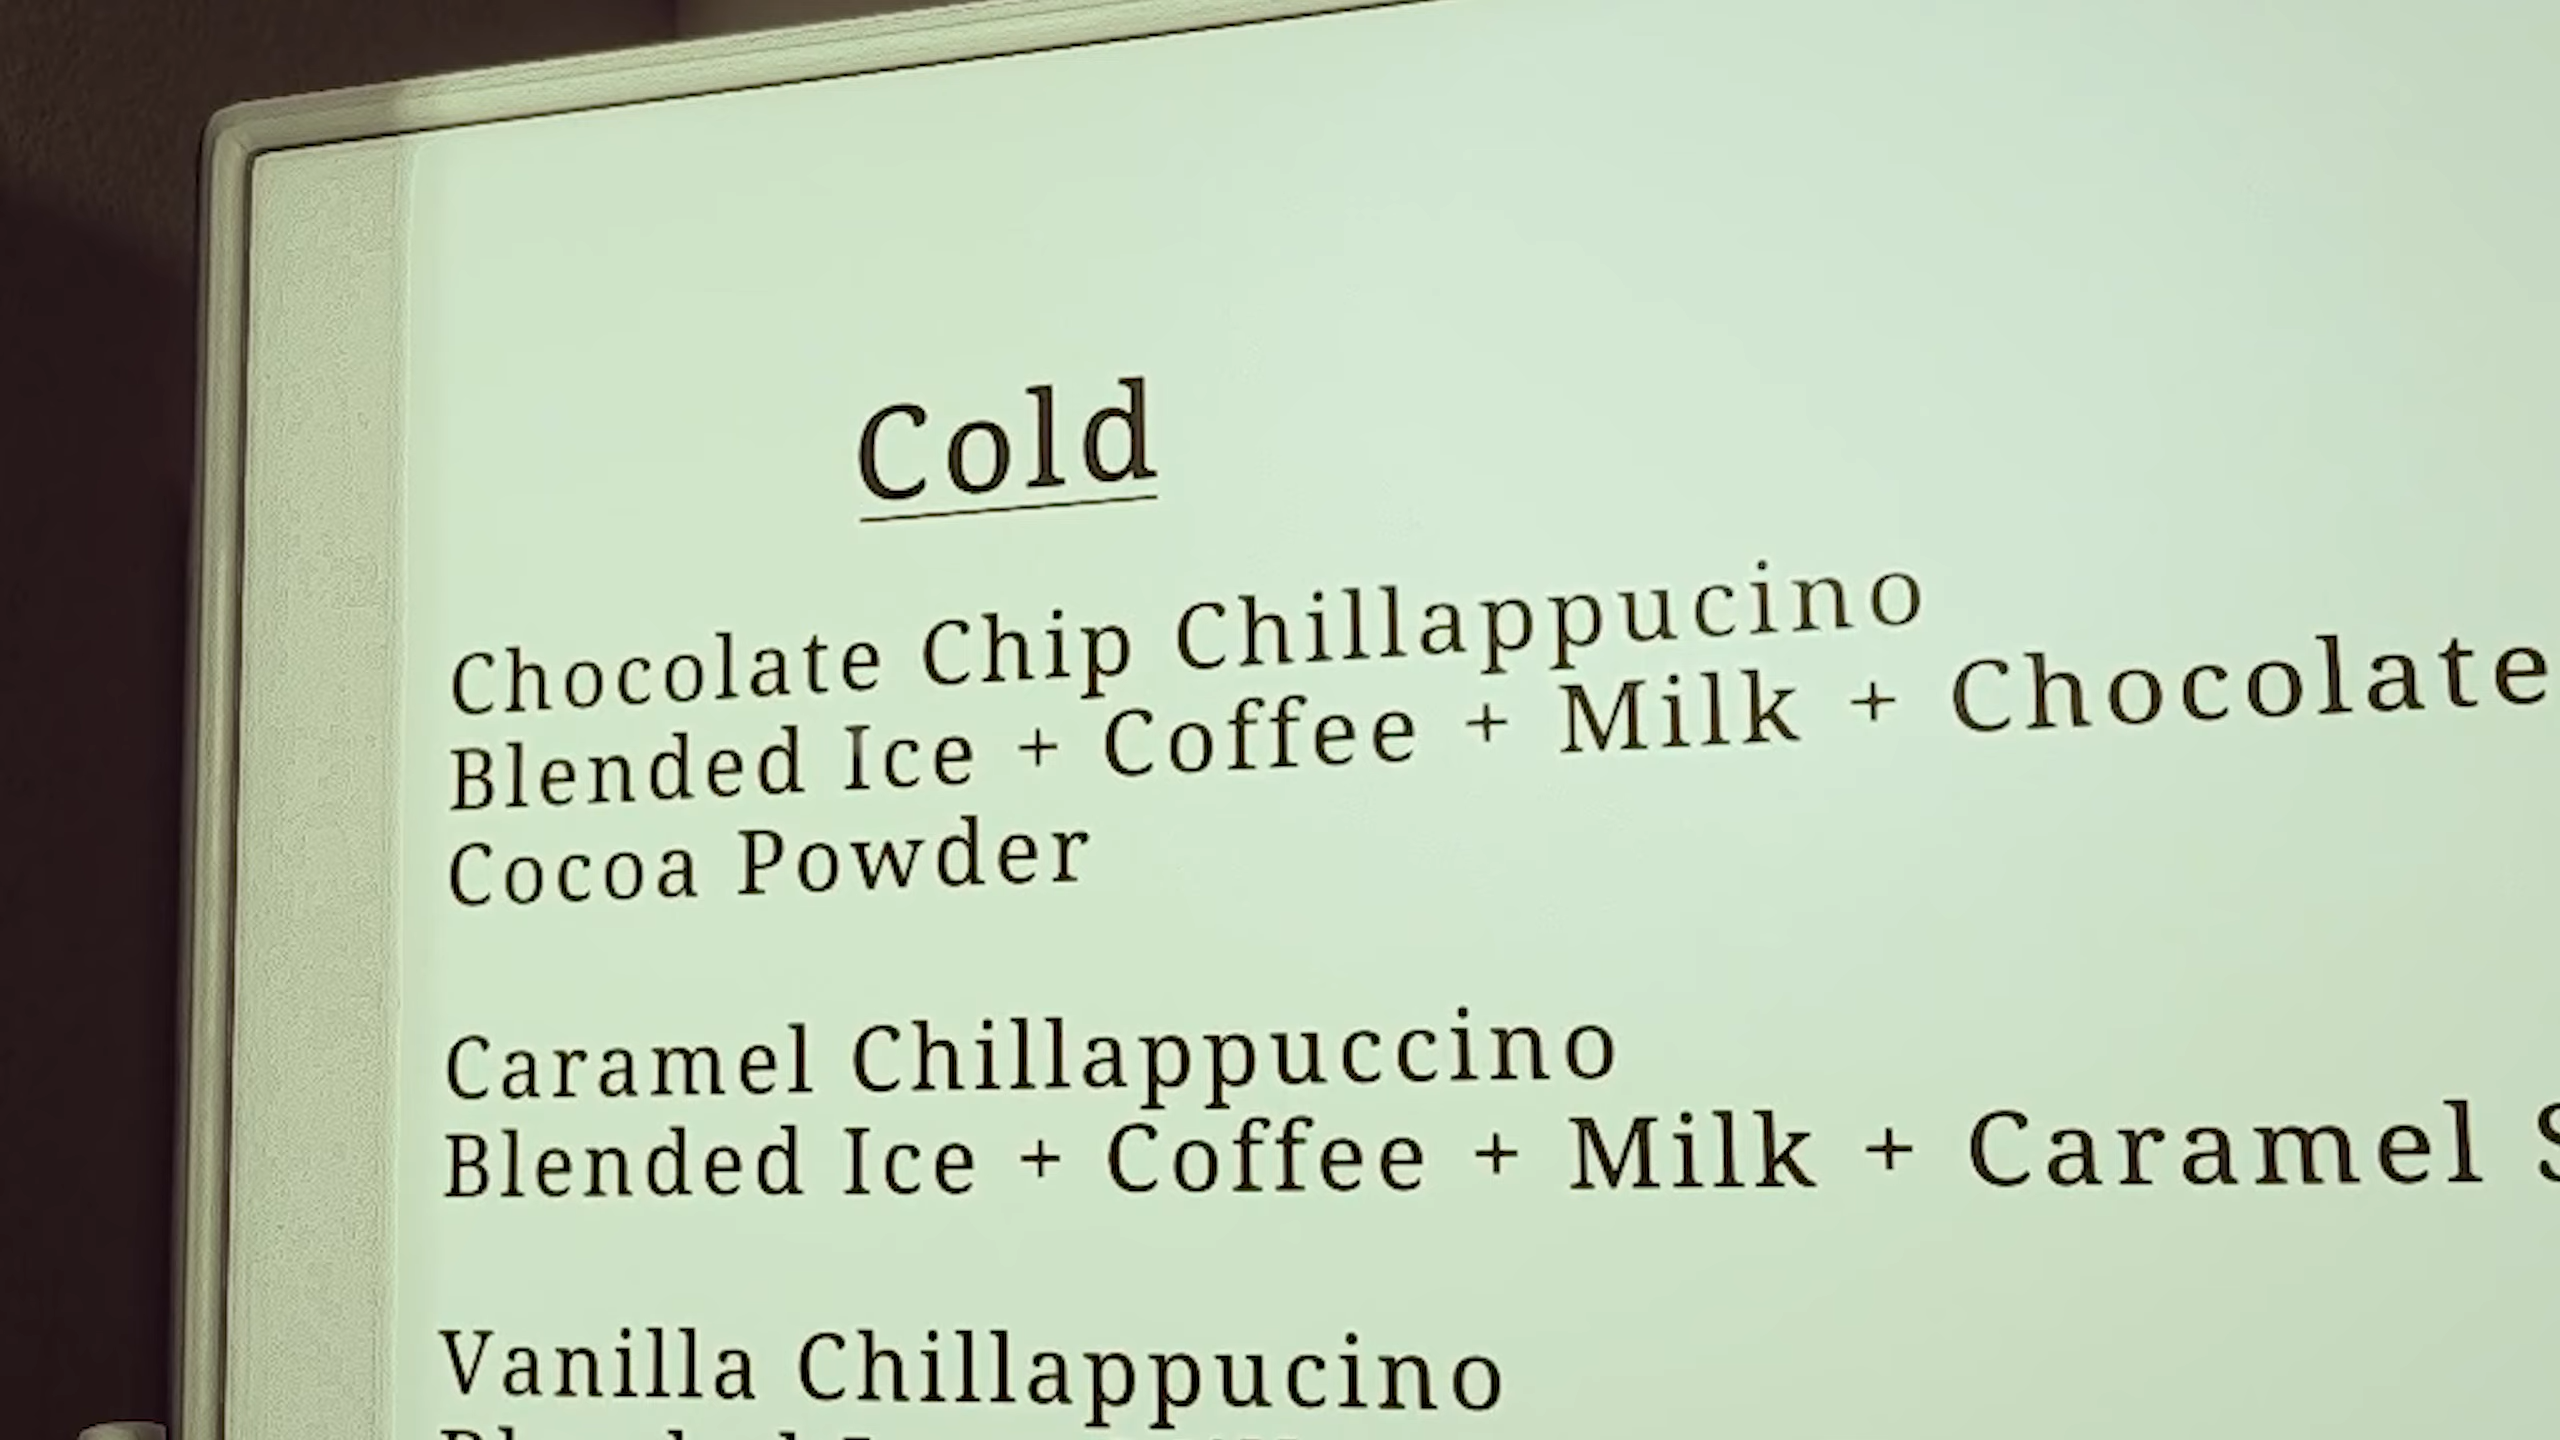 Cold
Chocolate Chip Chillappucino
Blended Ice + Coffee + Milk + Chocolate
Cocoa Powder
Caramel Chillappuccino
Blended Ice + Coffee + Milk + Caramel
Vanilla Chillappucino